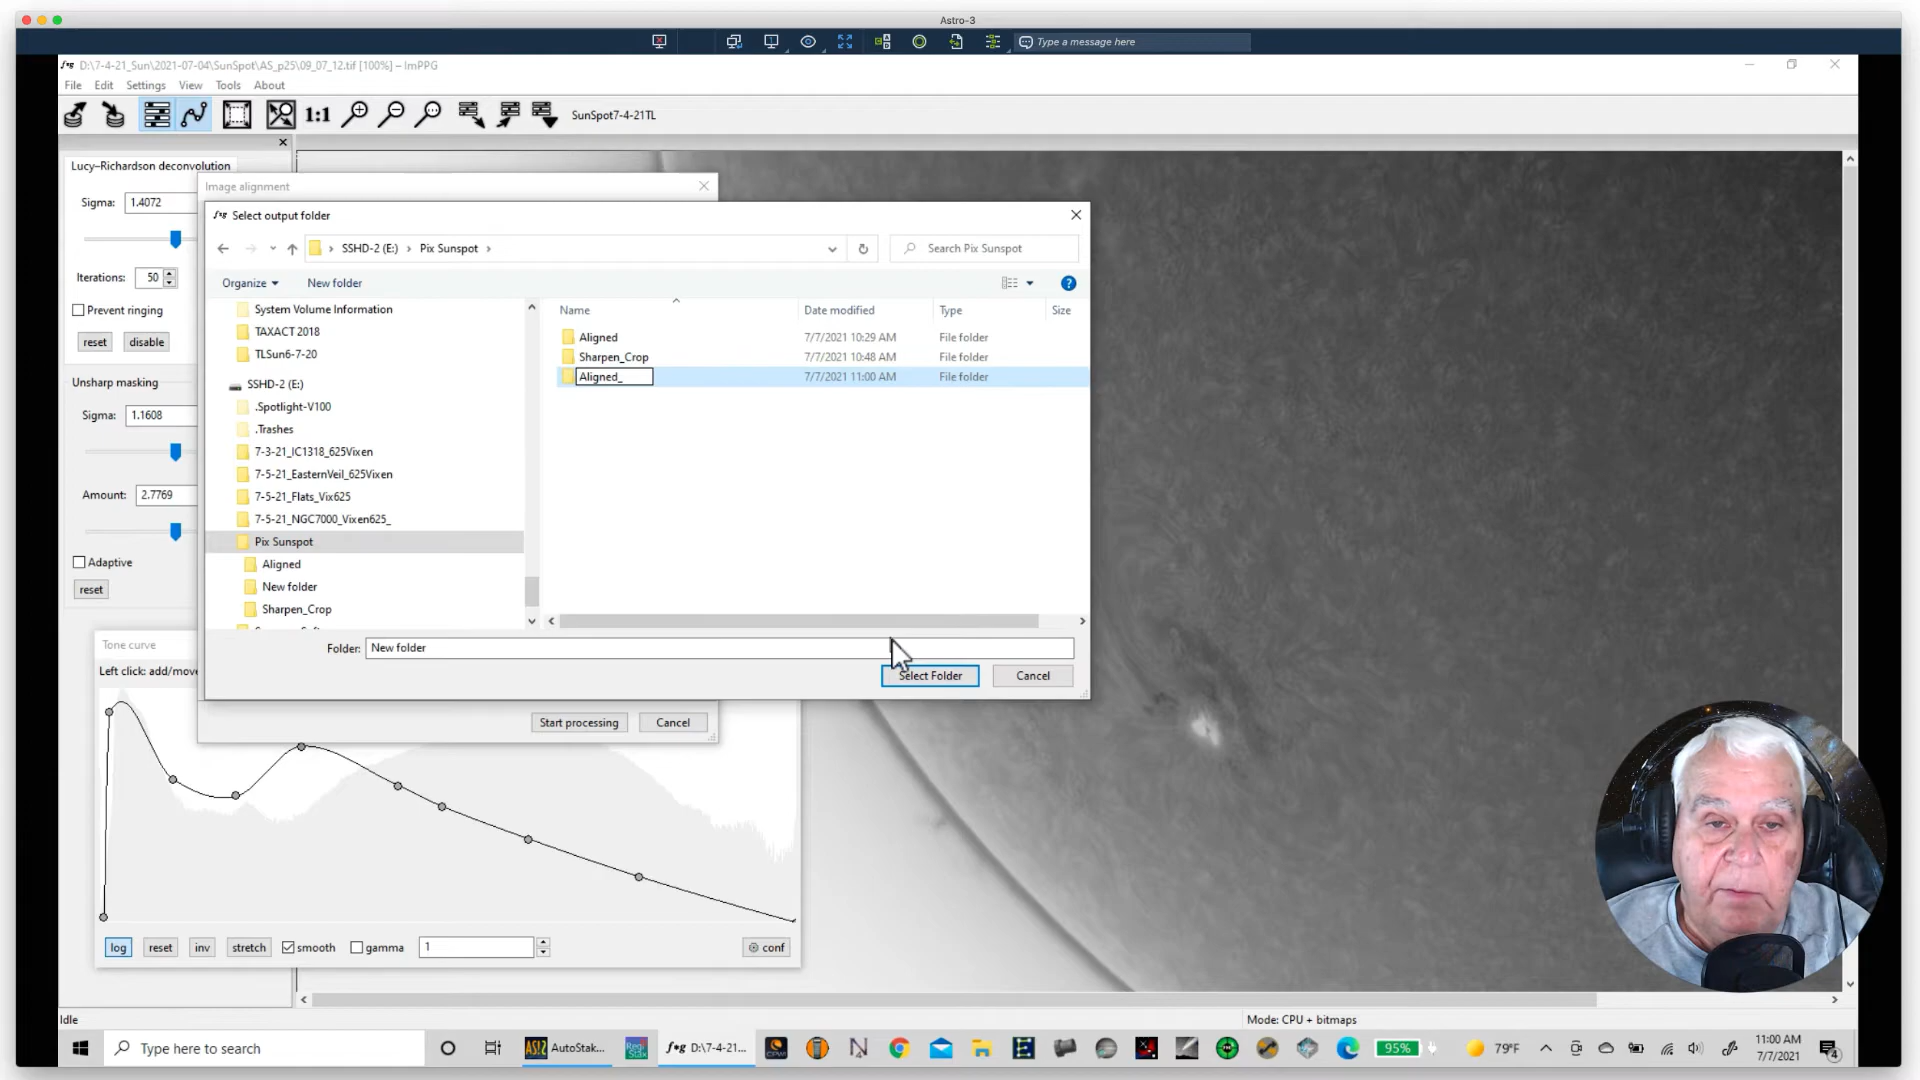 Astro-3
Type a message here
D:\7-4-21_Sun\2021-07-04\SunSpot\AS_p25\09_07_12.tif [100%] – ImPPG
File Edit Settings View Tools About
1:1
SunSpot7-4-21TL
Lucy–Richardson deconvolution
Sigma: 1.4072
Iterations: 50
Prevent ringing
reset disable
Unsharp masking
Sigma: 1.1608
Amount: 2.7769
Adaptive
reset
Image alignment
Select output folder
SSHD-2 (E:) › Pix Sunspot ›
Search Pix Sunspot
Organize New folder
System Volume Information
TAXACT 2018
TLSun6-7-20
SSHD-2 (E:)
.Spotlight-V100
.Trashes
7-3-21_IC1318_625Vixen
7-5-21_EasternVeil_625Vixen
7-5-21_Flats_Vix625
7-5-21_NGC7000_Vixen625_
Pix Sunspot
Aligned
New folder
Sharpen_Crop
Name Date modified Type Size
Aligned 7/7/2021 10:29 AM File folder
Sharpen_Crop 7/7/2021 10:48 AM File folder
Aligned_ 7/7/2021 11:00 AM File folder
Folder: New folder
Select Folder Cancel
Start processing Cancel
Tone curve
Left click: add/mov
log reset inv stretch smooth gamma 1 conf
Idle
Mode: CPU + bitmaps
Type here to search
AutoStak...
D:\7-4-21...
95%
79°F
11:00 AM
7/7/2021
4